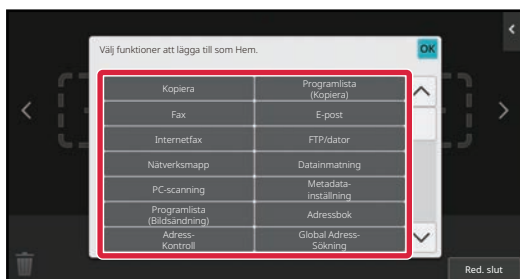 Välj funktioner att lägga till som Hem.
OK
Kopiera
Programlista
(Kopiera)
Fax
E-post
Internetfax
FTP/dator
Nätverksmapp
Datainmatning
PC-scanning
Metadata-
inställning
Programlista
(Bildsändning)
Adressbok
Adress-
Kontroll
Global Adress-
Sökning
Red. slut